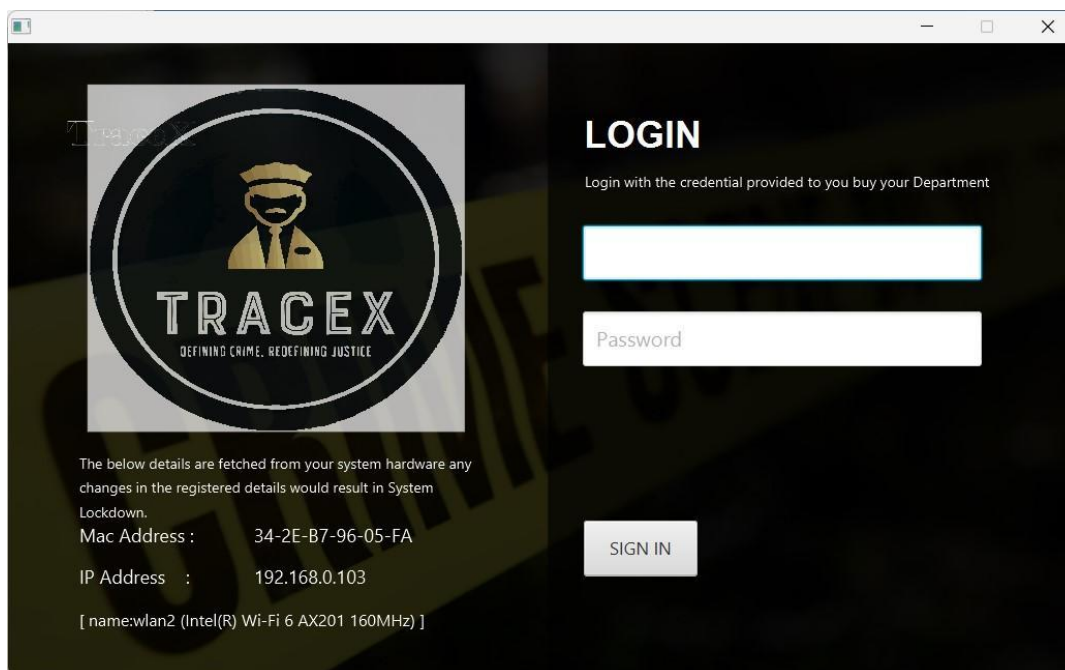 TraceX
TRACEX
DEFINING CRIME, REDEFINING JUSTICE
The below details are fetched from your system hardware any
changes in the registered details would result in System
Lockdown.
Mac Address : 34-2E-B7-96-05-FA
IP Address : 192.168.0.103
[ name:wlan2 (Intel(R) Wi-Fi 6 AX201 160MHz) ]
LOGIN
Login with the credential provided to you buy your Department
Password
SIGN IN
CRIME